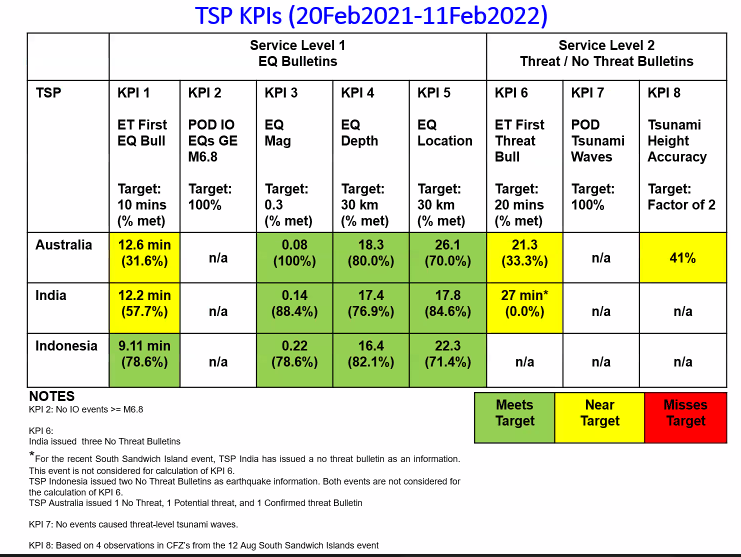 TSP KPIs (20Feb2021-11Feb2022)
Service Level 1
EQ Bulletins
Service Level 2
Threat / No Threat Bulletins
TSP
KPI 1
ET First
EQ Bull
Target:
10 mins
(% met)
KPI 2
POD IO
EQs GE
M6.8
Target:
100%
KPI 3
EQ
Mag
Target:
0.3
(% met)
KPI 4
EQ
Depth
Target:
30 km
(% met)
KPI 5
EQ
Location
Target:
30 km
(% met)
KPI 6
ET First
Threat
Bull
Target:
20 mins
(% met)
KPI 7
POD
Tsunami
Waves
Target:
100%
KPI 8
Tsunami
Height
Accuracy
Target:
Factor of 2
Australia
12.6 min
(31.6%)
n/a
0.08
(100%)
18.3
(80.0%)
26.1
(70.0%)
21.3
(33.3%)
n/a
41%
India
12.2 min
(57.7%)
n/a
0.14
(88.4%)
17.4
(76.9%)
17.8
(84.6%)
27 min*
(0.0%)
n/a
n/a
Indonesia
9.11 min
(78.6%)
n/a
0.22
(78.6%)
16.4
(82.1%)
22.3
(71.4%)
n/a
n/a
n/a
NOTES
KPI 2: No IO events >= M6.8
KPI 6:
India issued three No Threat Bulletins
*For the recent South Sandwich Island event, TSP India has issued a no threat bulletin as an information.
This event is not considered for calculation of KPI 6.
TSP Indonesia issued two No Threat Bulletins as earthquake information. Both events are not considered for
the calculation of KPI 6.
TSP Australia issued 1 No Threat, 1 Potential threat, and 1 Confirmed threat Bulletin
KPI 7: No events caused threat-level tsunami waves.
KPI 8: Based on 4 observations in CFZ's from the 12 Aug South Sandwich Islands event
Meets
Target
Near
Target
Misses
Target